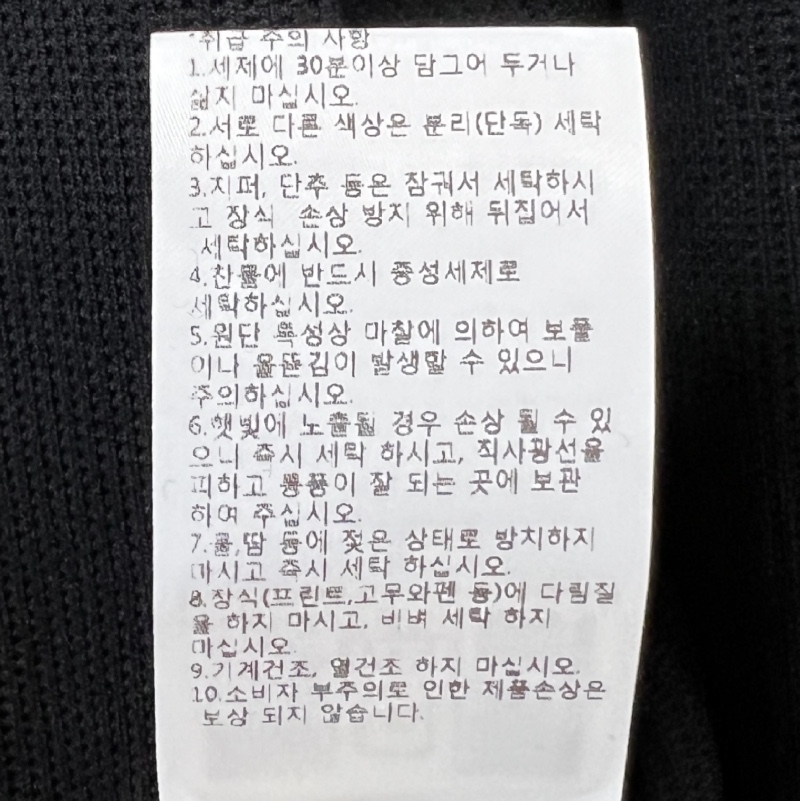 *취급 주의 사항
1.세제에 30분이상 담그어 두거나
삶지 마십시오.
2.서로 다른 색상은 분리(단독) 세탁
하십시오.
3.지퍼, 단추 등은 잠궈서 세탁하시
고 장식 손상 방지 위해 뒤집어서
세탁하십시오.
4.찬물에 반드시 중성세제로
세탁하십시오.
5.원단 특성상 마찰에 의하여 보풀
이나 올뜯김이 발생할 수 있으니
주의하십시오.
6.햇빛에 노출될 경우 손상 될 수 있
으니 즉시 세탁 하시고, 직사광선을
피하고 통풍이 잘 되는 곳에 보관
하여 주십시오.
7.물,땀 등에 젖은 상태로 방치하지
마시고 즉시 세탁 하십시오.
8.장식(프린트,고무와펜 등)에 다림질
을 하지 마시고, 비벼 세탁 하지
마십시오.
9.기계건조, 열건조 하지 마십시오.
10.소비자 부주의로 인한 제품손상은
보상 되지 않습니다.